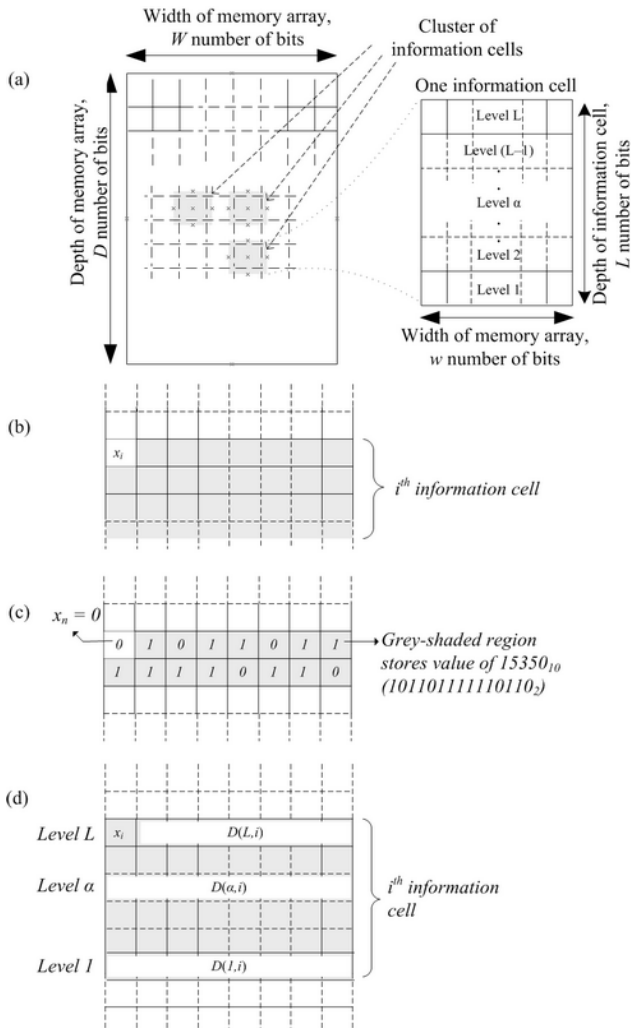 Width of memory array,
W number of bits
Cluster of
information cells
(a)
Depth of memory array,
D number of bits
One information cell
Level L
Level (L−1)
Level α
Level 2
Level 1
Depth of information cell,
L number of bits
Width of memory array,
w number of bits
(b)
xᵢ
iᵗʰ information cell
(c)
xₙ = 0
0 1 0 1 1 0 1 1
1 1 1 1 0 1 1 0
Grey-shaded region
stores value of 15350₁₀
(101101111110110₂)
(d)
Level L
xᵢ
D(L,i)
Level α
D(α,i)
Level 1
D(1,i)
iᵗʰ information
cell